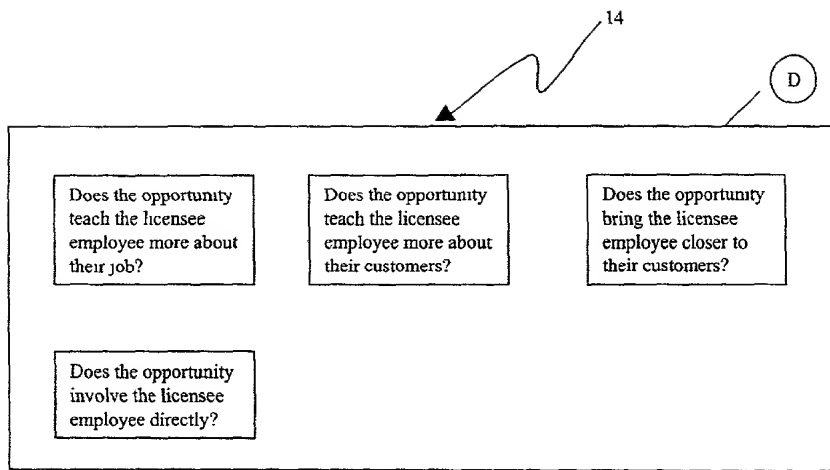 14
D
Does the opportunity
teach the licensee
employee more about
their job?
Does the opportunity
teach the licensee
employee more about
their customers?
Does the opportunity
bring the licensee
employee closer to
their customers?
Does the opportunity
involve the licensee
employee directly?